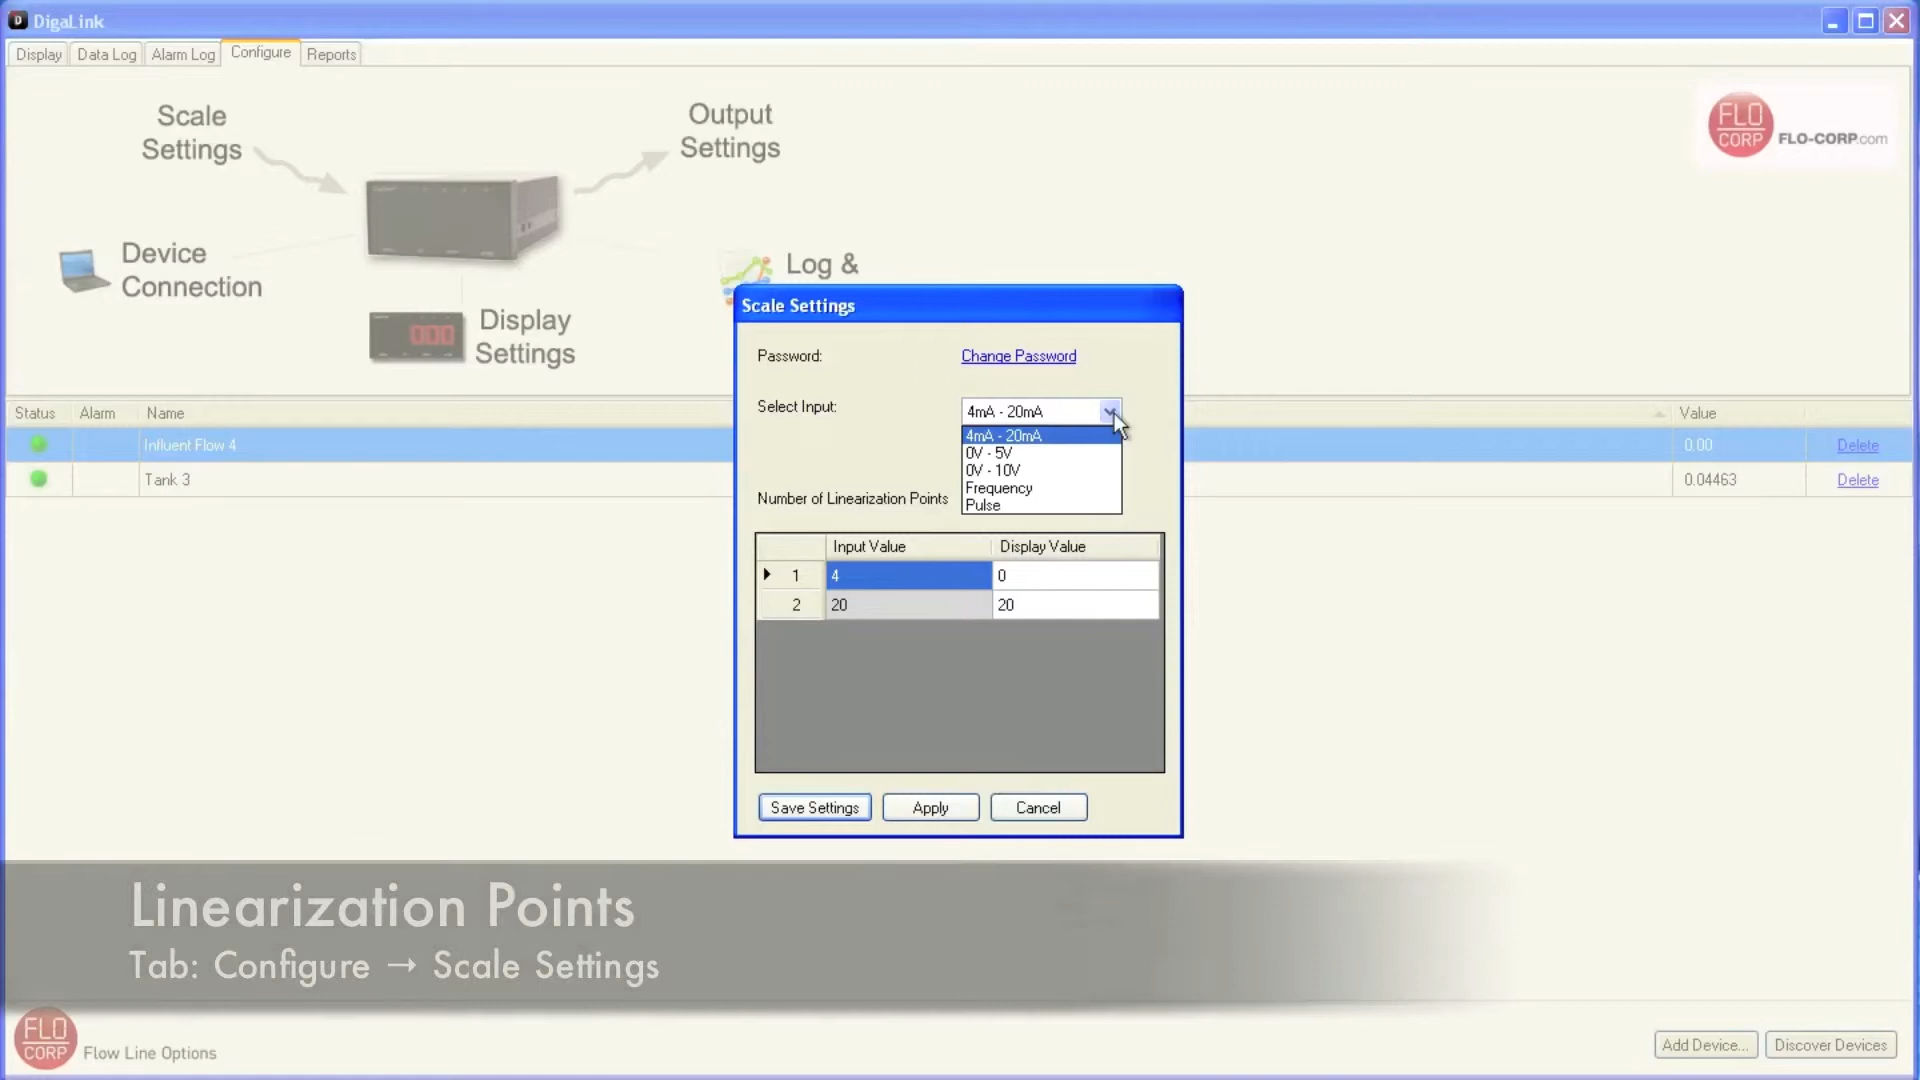 DigaLink
Display
Data Log
Alarm Log
Configure
Reports
Scale
Settings
Output
Settings
FLO
CORP
FLO-CORP.com
Device
Connection
Log &
Display
Settings
Status
Alarm
Name
Value
Influent Flow 4
0.00
Delete
Tank 3
0.04463
Delete
Scale Settings
Password:
Change Password
Select Input:
4mA - 20mA
4mA - 20mA
0V - 5V
0V - 10V
Frequency
Pulse
Number of Linearization Points
Input Value
Display Value
1
4
0
2
20
20
Save Settings
Apply
Cancel
Linearization Points
Tab: Configure → Scale Settings
FLO
CORP
Flow Line Options
Add Device...
Discover Devices